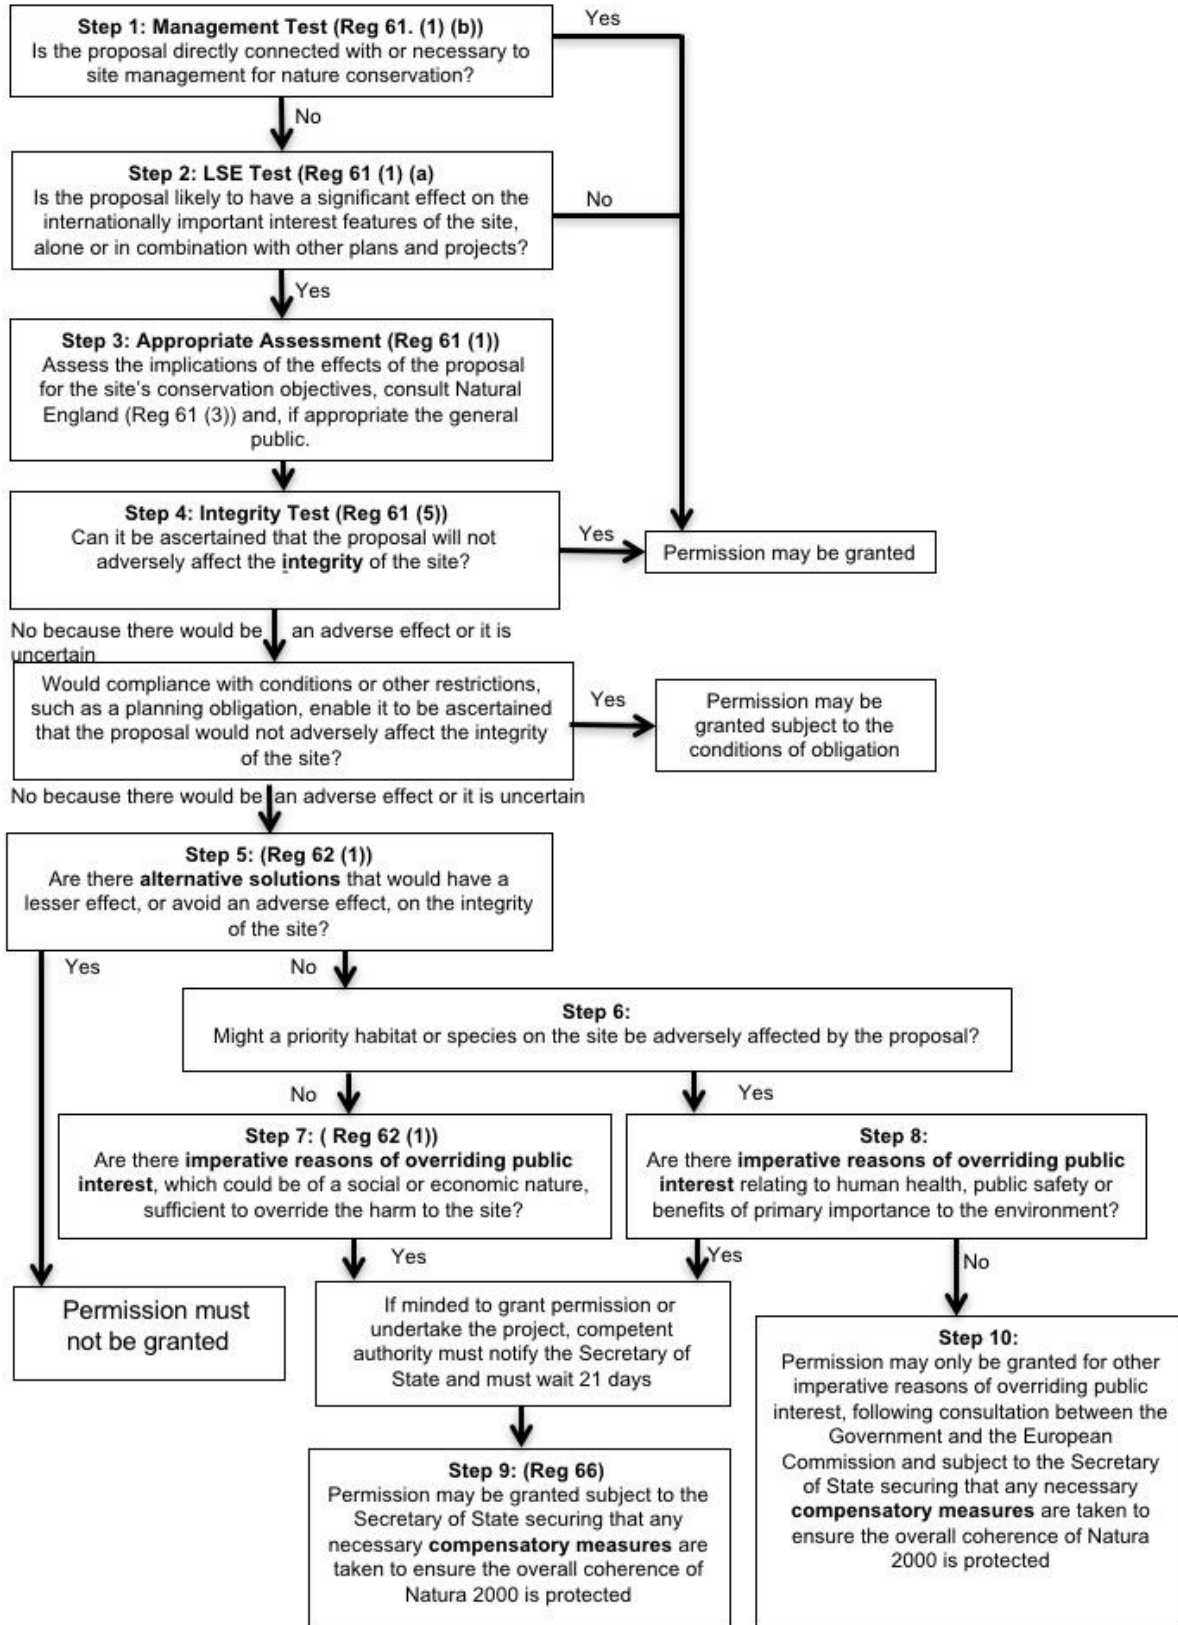 Step 1: Management Test (Reg 61. (1) (b))
Is the proposal directly connected with or necessary to
site management for nature conservation?
Yes
No
Step 2: LSE Test (Reg 61 (1) (a)
Is the proposal likely to have a significant effect on the
internationally important interest features of the site,
alone or in combination with other plans and projects?
No
Yes
Step 3: Appropriate Assessment (Reg 61 (1))
Assess the implications of the effects of the proposal
for the site's conservation objectives, consult Natural
England (Reg 61 (3)) and, if appropriate the general
public.
Step 4: Integrity Test (Reg 61 (5))
Can it be ascertained that the proposal will not
adversely affect the integrity of the site?
Yes
Permission may be granted
No because there would be an adverse effect or it is
uncertain
Would compliance with conditions or other restrictions,
such as a planning obligation, enable it to be ascertained
that the proposal would not adversely affect the integrity
of the site?
Yes
Permission may be
granted subject to the
conditions of obligation
No because there would be an adverse effect or it is uncertain
Step 5: (Reg 62 (1))
Are there alternative solutions that would have a
lesser effect, or avoid an adverse effect, on the integrity
of the site?
Yes
No
Step 6:
Might a priority habitat or species on the site be adversely affected by the proposal?
No
Yes
Step 7: ( Reg 62 (1))
Are there imperative reasons of overriding public
interest, which could be of a social or economic nature,
sufficient to override the harm to the site?
Step 8:
Are there imperative reasons of overriding public
interest relating to human health, public safety or
benefits of primary importance to the environment?
Yes
Yes
No
Permission must
not be granted
If minded to grant permission or
undertake the project, competent
authority must notify the Secretary of
State and must wait 21 days
Step 9: (Reg 66)
Permission may be granted subject to the
Secretary of State securing that any
necessary compensatory measures are
taken to ensure the overall coherence of
Natura 2000 is protected
Step 10:
Permission may only be granted for other
imperative reasons of overriding public
interest, following consultation between the
Government and the European
Commission and subject to the Secretary
of State securing that any necessary
compensatory measures are taken to
ensure the overall coherence of Natura
2000 is protected